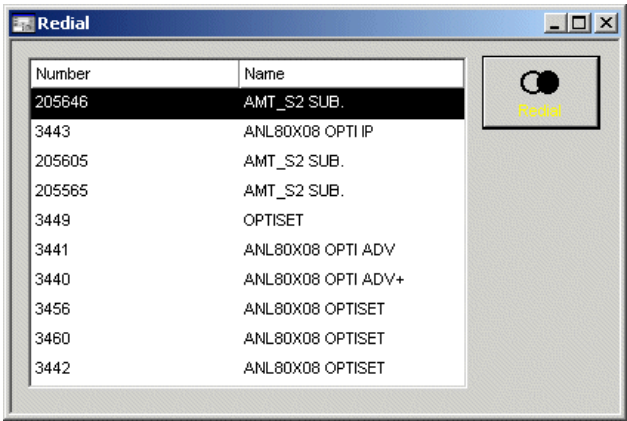 Redial
Number Name
205646 AMT_S2 SUB.
Redial
3443 ANL80X08 OPTI IP
205605 AMT_S2 SUB.
205565 AMT_S2 SUB.
3449 OPTISET
3441 ANL80X08 OPTI ADV
3440 ANL80X08 OPTI ADV+
3456 ANL80X08 OPTISET
3460 ANL80X08 OPTISET
3442 ANL80X08 OPTISET